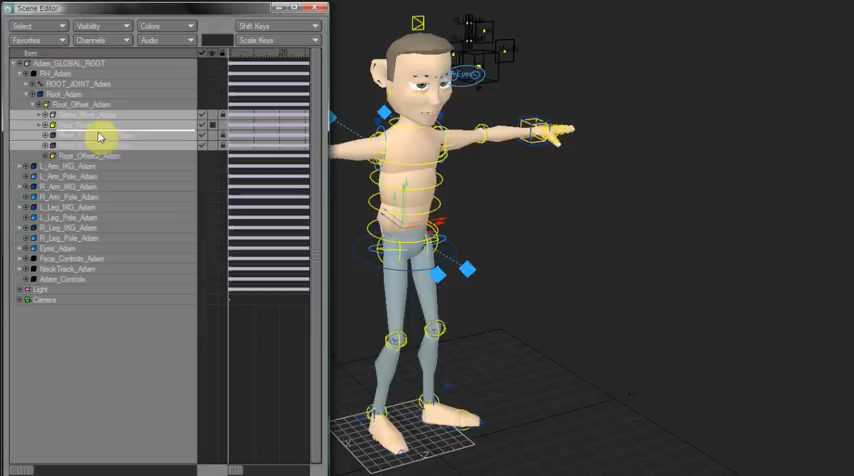 Scene Editor
Select Visibility Colors Shift Keys
Favorites Channels Audio Scale Keys
Item
Adam_GLOBAL_ROOT
RH_Adam
ROOT_JOINT_Adam
Root_Adam
Root_Offset_Adam
Root_Offset2_Adam
L_Arm_IKG_Adam
L_Arm_Pole_Adam
R_Arm_IKG_Adam
R_Arm_Pole_Adam
L_Leg_IKG_Adam
L_Leg_Pole_Adam
R_Leg_IKG_Adam
R_Leg_Pole_Adam
Eyes_Adam
Face_Controls_Adam
NeckTrack_Adam
Adam_Controls
Light
Camera